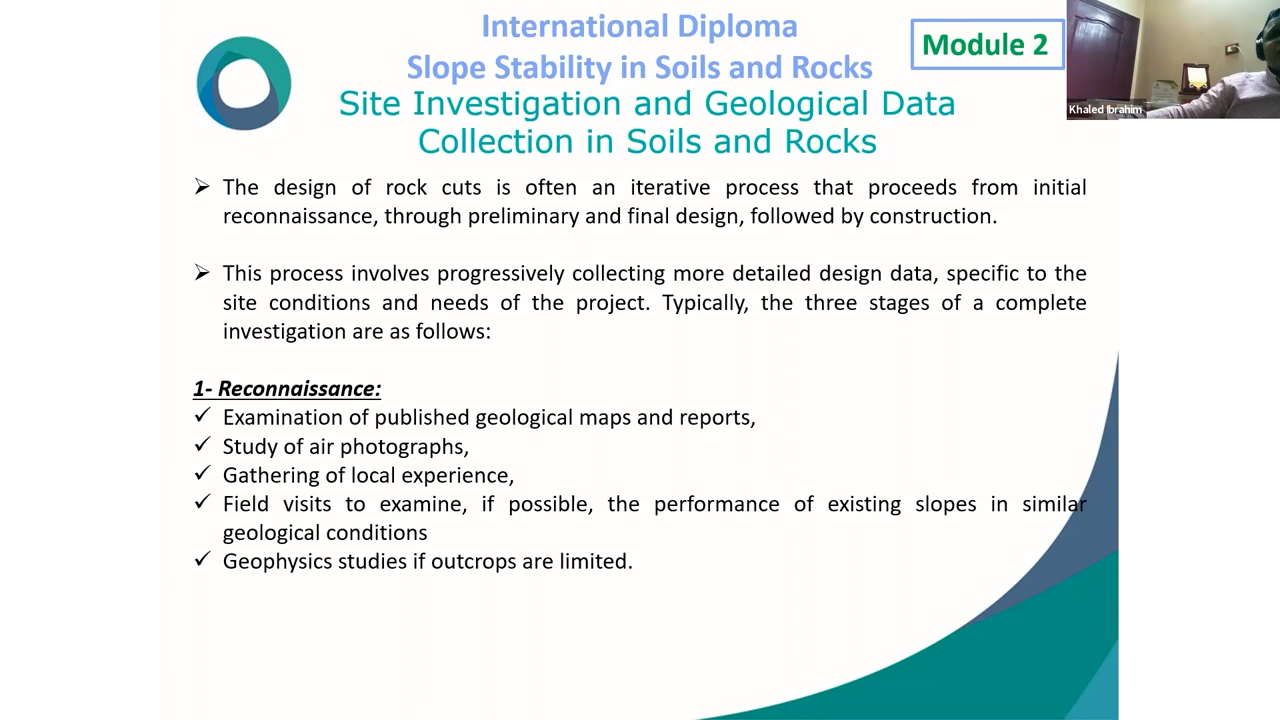 International Diploma
Slope Stability in Soils and Rocks
Module 2
Site Investigation and Geological Data
Collection in Soils and Rocks
Khaled Ibrahim
➢ The design of rock cuts is often an iterative process that proceeds from initial
reconnaissance, through preliminary and final design, followed by construction.
➢ This process involves progressively collecting more detailed design data, specific to the
site conditions and needs of the project. Typically, the three stages of a complete
investigation are as follows:
1- Reconnaissance:
✓ Examination of published geological maps and reports,
✓ Study of air photographs,
✓ Gathering of local experience,
✓ Field visits to examine, if possible, the performance of existing slopes in similar
geological conditions
✓ Geophysics studies if outcrops are limited.